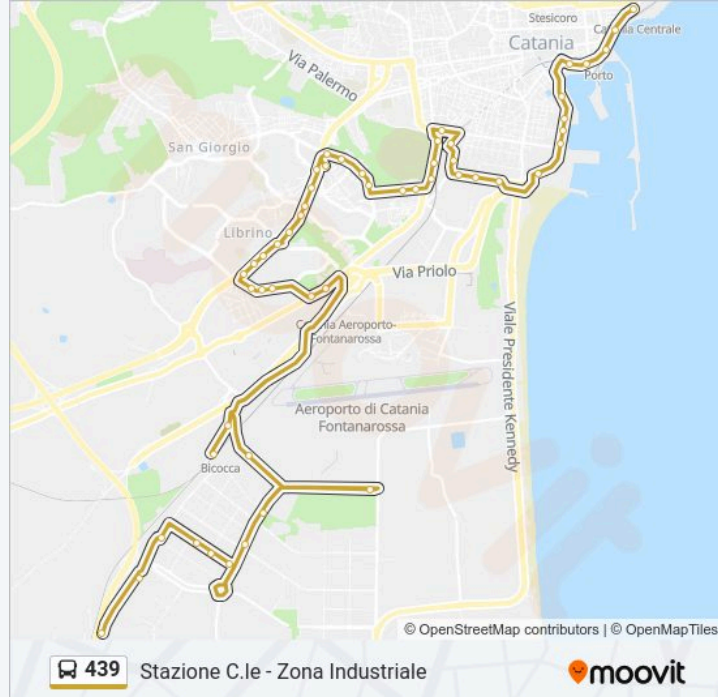 Stesicoro
Catania Centrale
Catania
Porto
Via Palermo
San Giorgio
Librino
Via Priolo
Catania Aeroporto-
Fontanarossa
Viale Presidente Kennedy
Aeroporto di Catania
Fontanarossa
Bicocca
© OpenStreetMap contributors | © OpenMapTiles
439 Stazione C.le - Zona Industriale
moovit